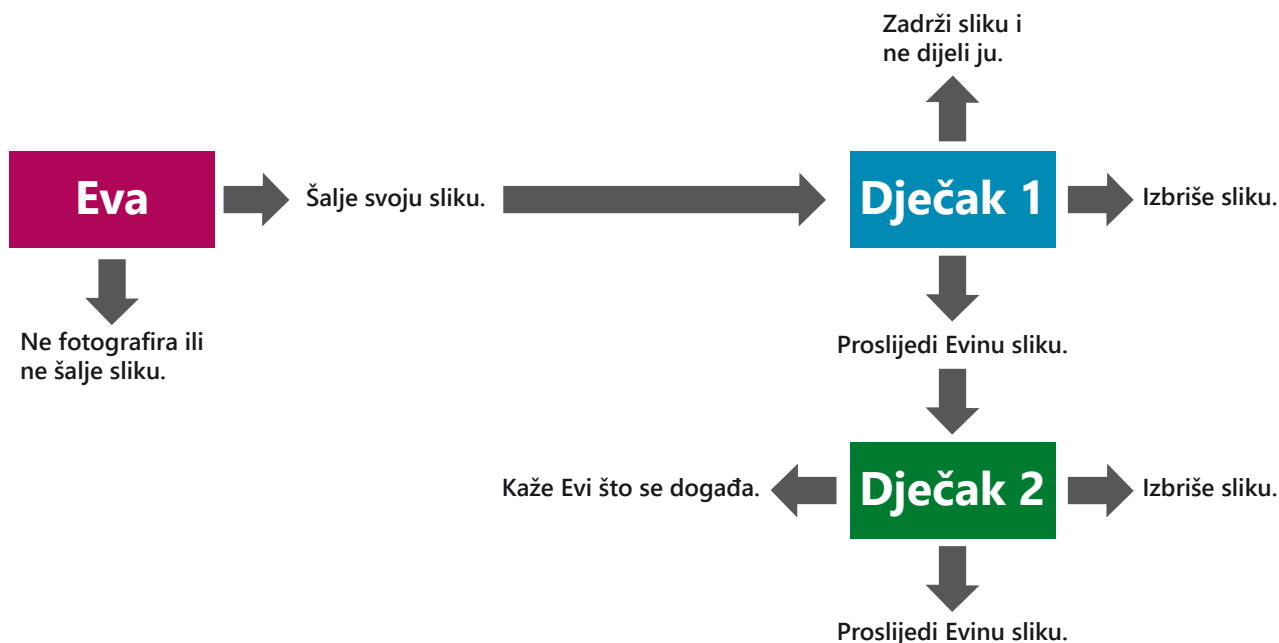 Zadrži sliku i
ne dijeli ju.
Eva
Šalje svoju sliku.
Dječak 1
Izbriše sliku.
Ne fotografira ili
ne šalje sliku.
Proslijedi Evinu sliku.
Kaže Evi što se događa.
Dječak 2
Izbriše sliku.
Proslijedi Evinu sliku.